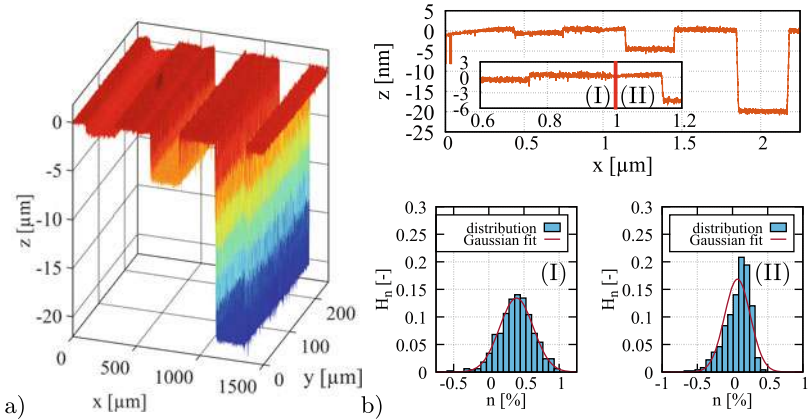 a)
0
-5
-10
-15
-20
z [µm]
0
500
1000
1500
x [µm]
0
100
200
y [µm]
b)
5
0
-5
-10
-15
-20
-25
z [nm]
0
0.5
1
1.5
2
x [µm]
3
0
-3
-6
0.6
0.8
1
1.2
(I)
(II)
0.3
0.25
0.2
0.15
0.1
0.05
0
Hn [-]
distribution
Gaussian fit
(I)
-0.5
0
0.5
1
n [%]
0.3
0.25
0.2
0.15
0.1
0.05
0
Hn [-]
distribution
Gaussian fit
(II)
-1
-0.5
0
0.5
1
n [%]